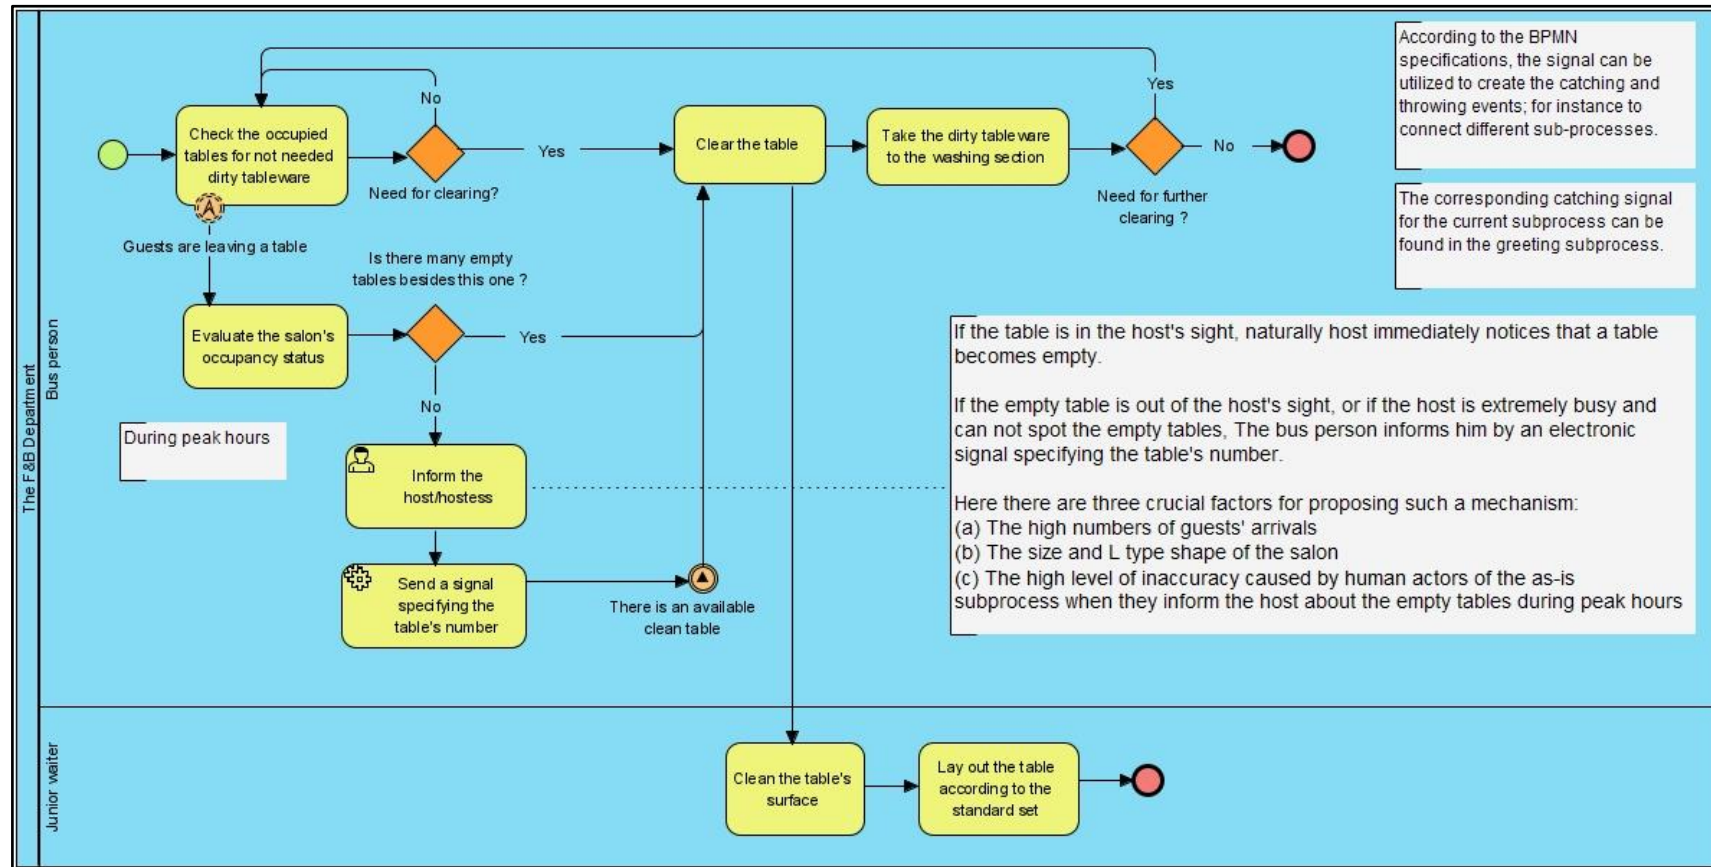 The F&B Department
Bus person
Check the occupied
tables for not needed
dirty tableware
No
Need for clearing?
Yes
Clear the table
Take the dirty tableware
to the washing section
Yes
Need for further
clearing ?
No
According to the BPMN
specifications, the signal can be
utilized to create the catching and
throwing events; for instance to
connect different sub-processes.
The corresponding catching signal
for the current subprocess can be
found in the greeting subprocess.
A
Guests are leaving a table
Is there many empty
tables besides this one ?
Evaluate the salon's
occupancy status
Yes
No
During peak hours
Inform the
host/hostess
Send a signal
specifying the
table's number
There is an available
clean table
If the table is in the host's sight, naturally host immediately notices that a table
becomes empty.
If the empty table is out of the host's sight, or if the host is extremely busy and
can not spot the empty tables, The bus person informs him by an electronic
signal specifying the table's number.
Here there are three crucial factors for proposing such a mechanism:
(a) The high numbers of guests' arrivals
(b) The size and L type shape of the salon
(c) The high level of inaccuracy caused by human actors of the as-is
subprocess when they inform the host about the empty tables during peak hours
Junior waiter
Clean the table's
surface
Lay out the table
according to the
standard set